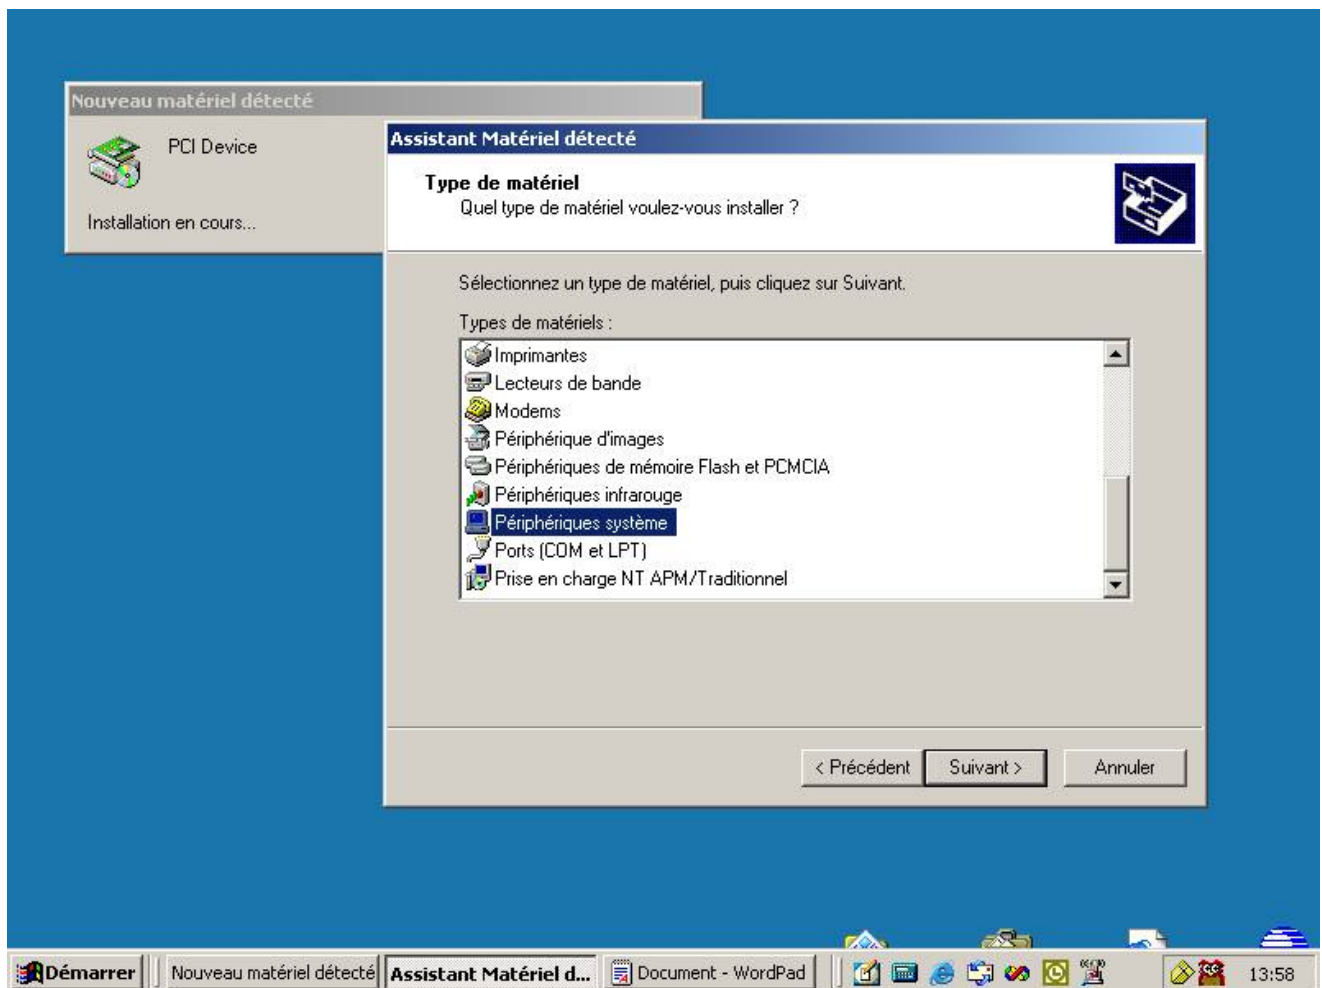 Nouveau matériel détecté
PCI Device
Installation en cours...
Assistant Matériel détecté
Type de matériel
Quel type de matériel voulez-vous installer ?
Sélectionnez un type de matériel, puis cliquez sur Suivant.
Types de matériels :
Imprimantes
Lecteurs de bande
Modems
Périphérique d'images
Périphériques de mémoire Flash et PCMCIA
Périphériques infrarouge
Périphériques système
Ports (COM et LPT)
Prise en charge NT APM/Traditionnel
< Précédent Suivant > Annuler
Démarrer Nouveau matériel détecté Assistant Matériel d... Document - WordPad 13:58